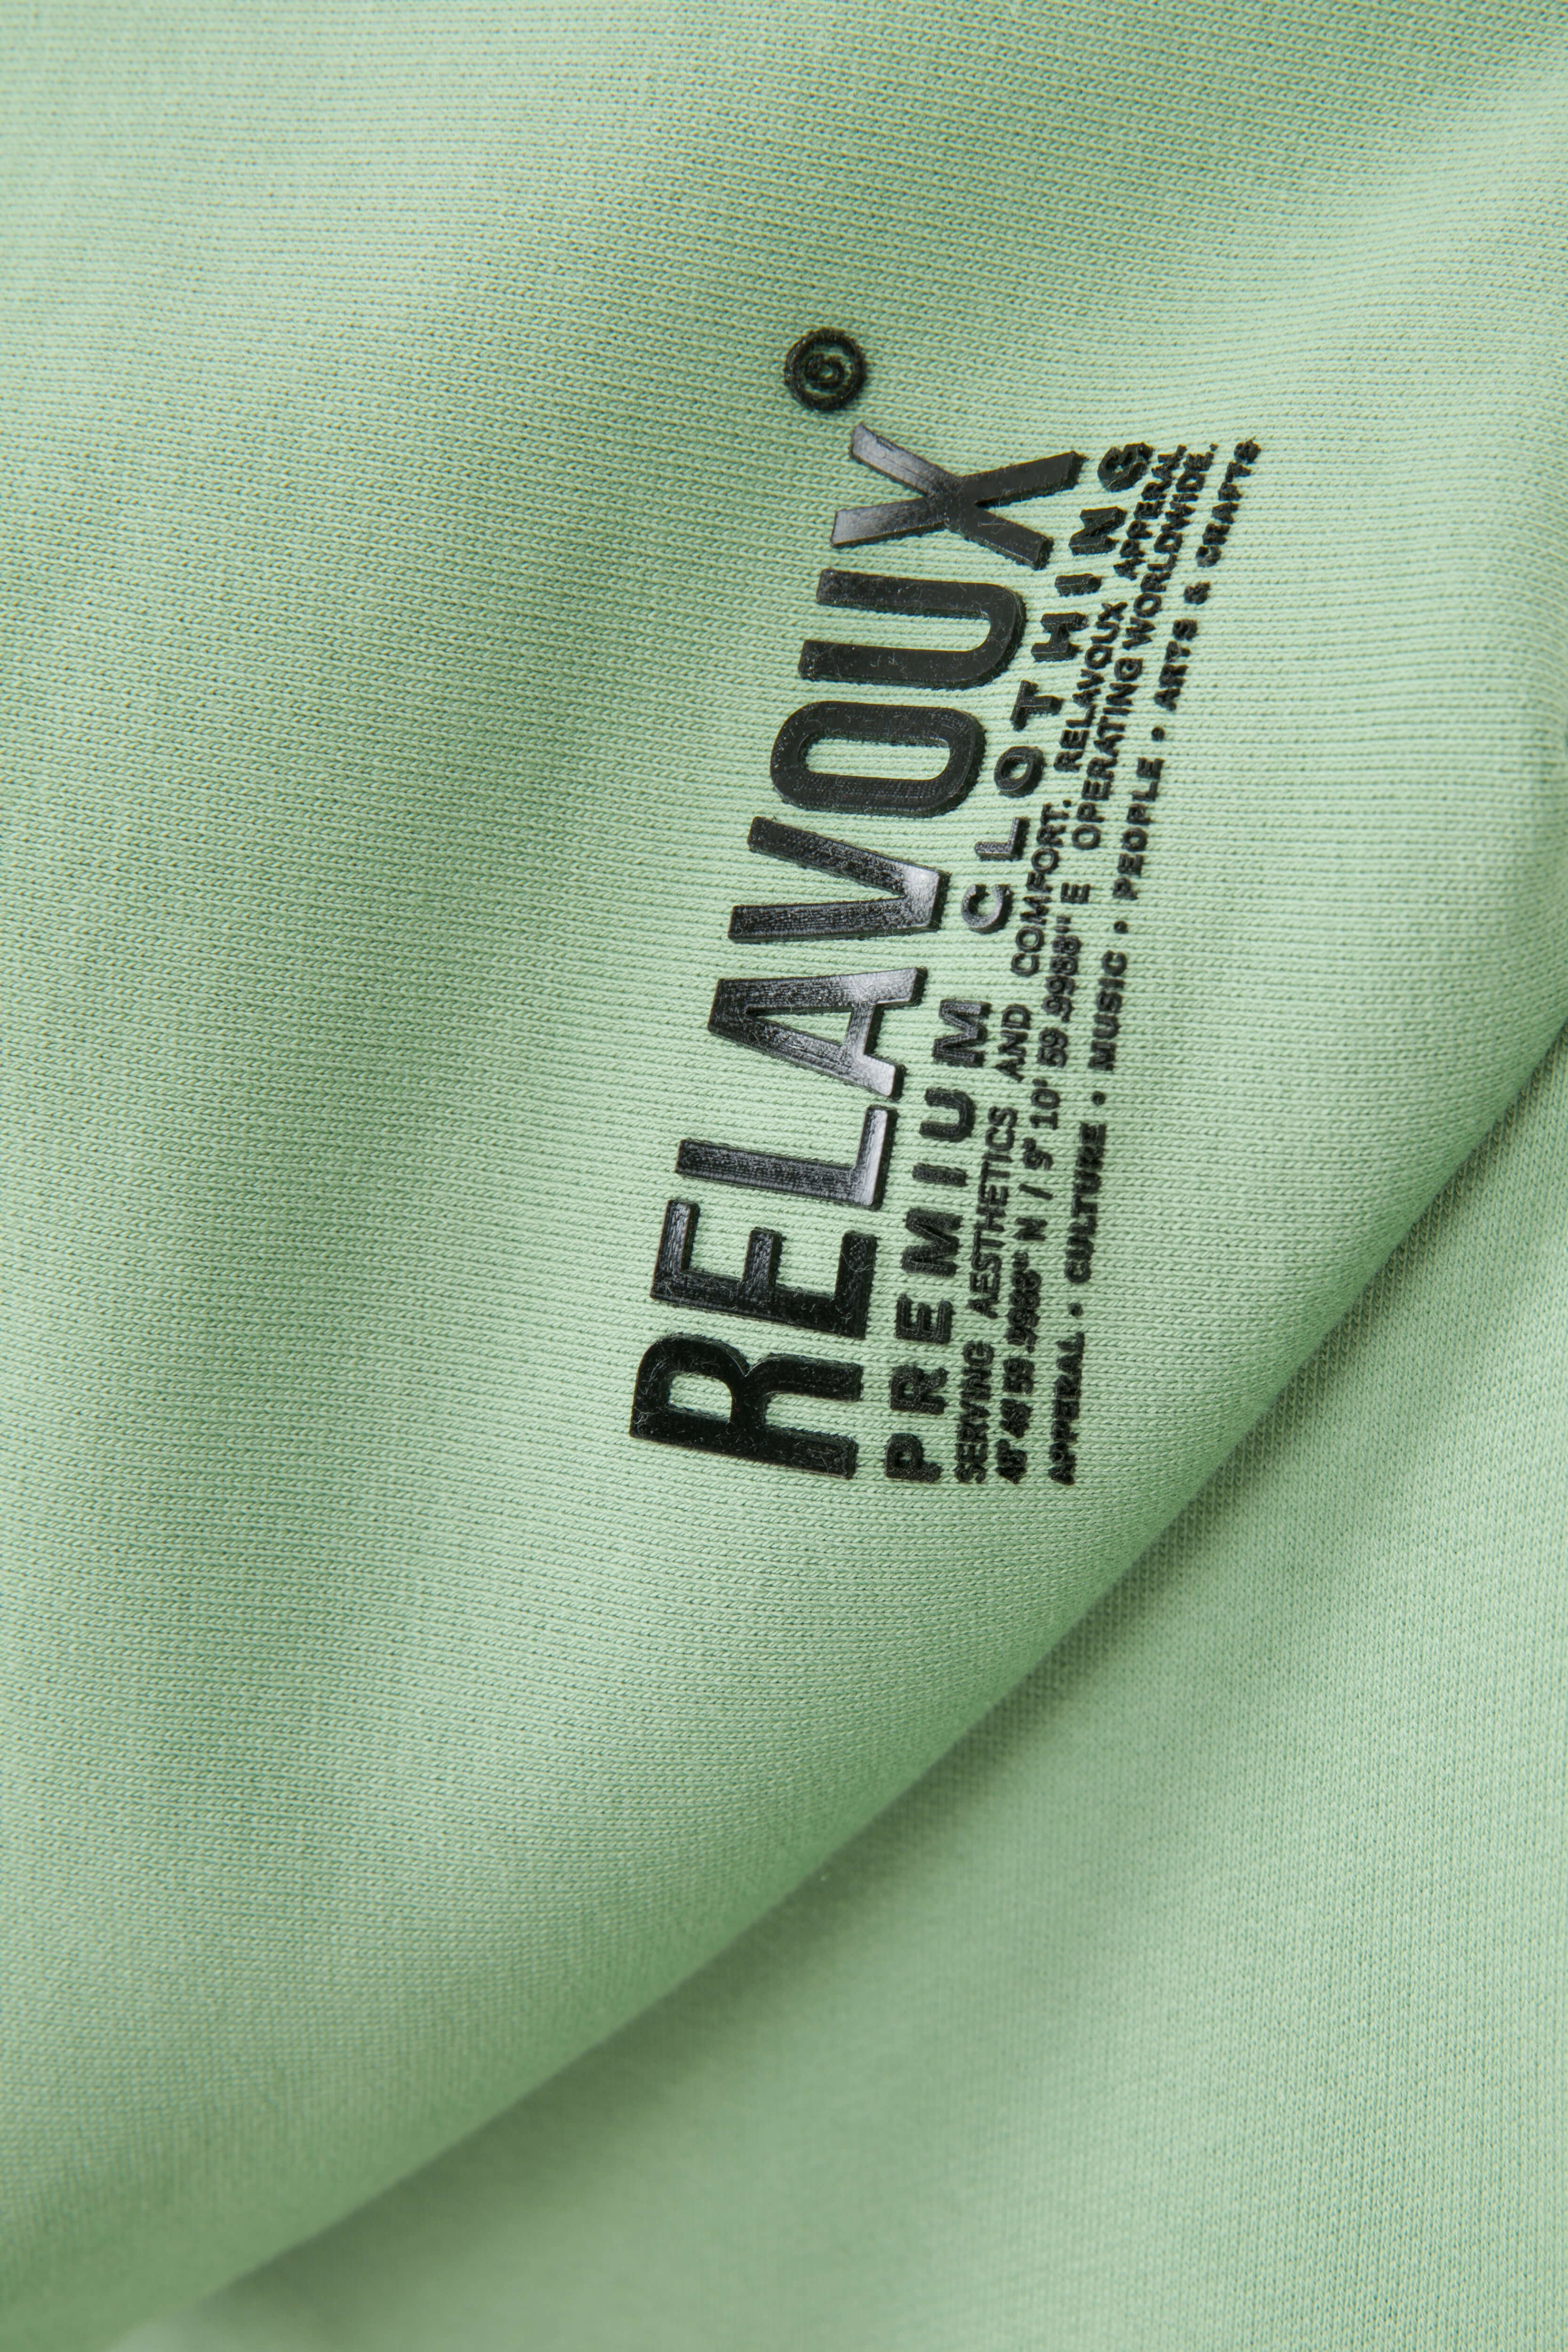 RELAVOUX©
PREMIUM CLOTHING
SERVING AESTHETICS AND COMFORT. RELAVOUX APPERAL
59.9988" N / 9° 10' 59.9988" E OPERATING WORLDWIDE.
APPERAL • CULTURE • MUSIC • PEOPLE • ARTS & CRAFTS